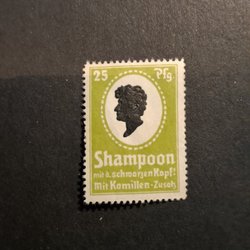 25 Pfg
Shampoon
mit d. schwarzen Kopf!
Mit Kamillen-Zusatz